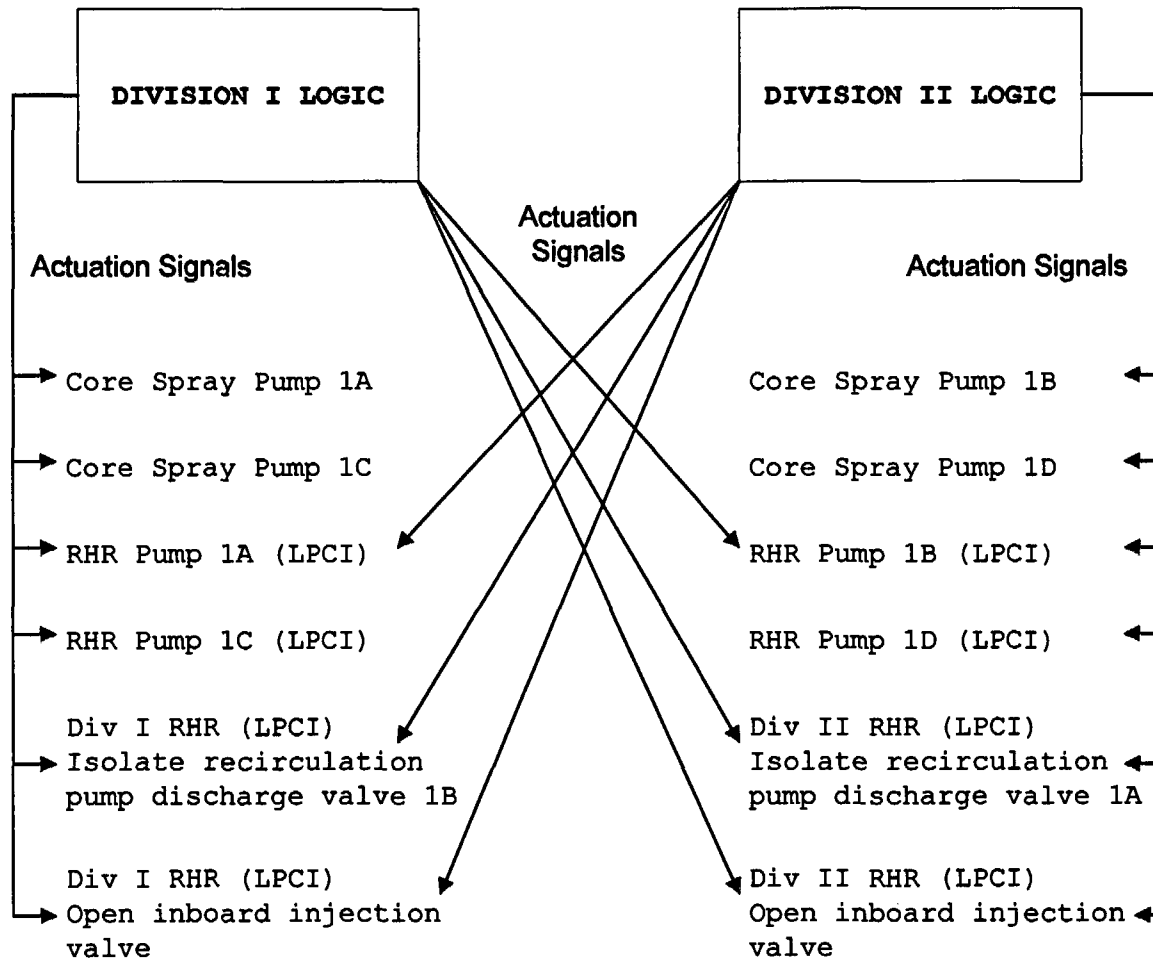 DIVISION I LOGIC
DIVISION II LOGIC
Actuation
Signals
Actuation Signals
Actuation Signals
Core Spray Pump 1A
Core Spray Pump 1B
Core Spray Pump 1C
Core Spray Pump 1D
RHR Pump 1A (LPCI)
RHR Pump 1B (LPCI)
RHR Pump 1C (LPCI)
RHR Pump 1D (LPCI)
Div I RHR (LPCI)
Isolate recirculation
pump discharge valve 1B
Div II RHR (LPCI)
Isolate recirculation
pump discharge valve 1A
Div I RHR (LPCI)
Open inboard injection
valve
Div II RHR (LPCI)
Open inboard injection
valve